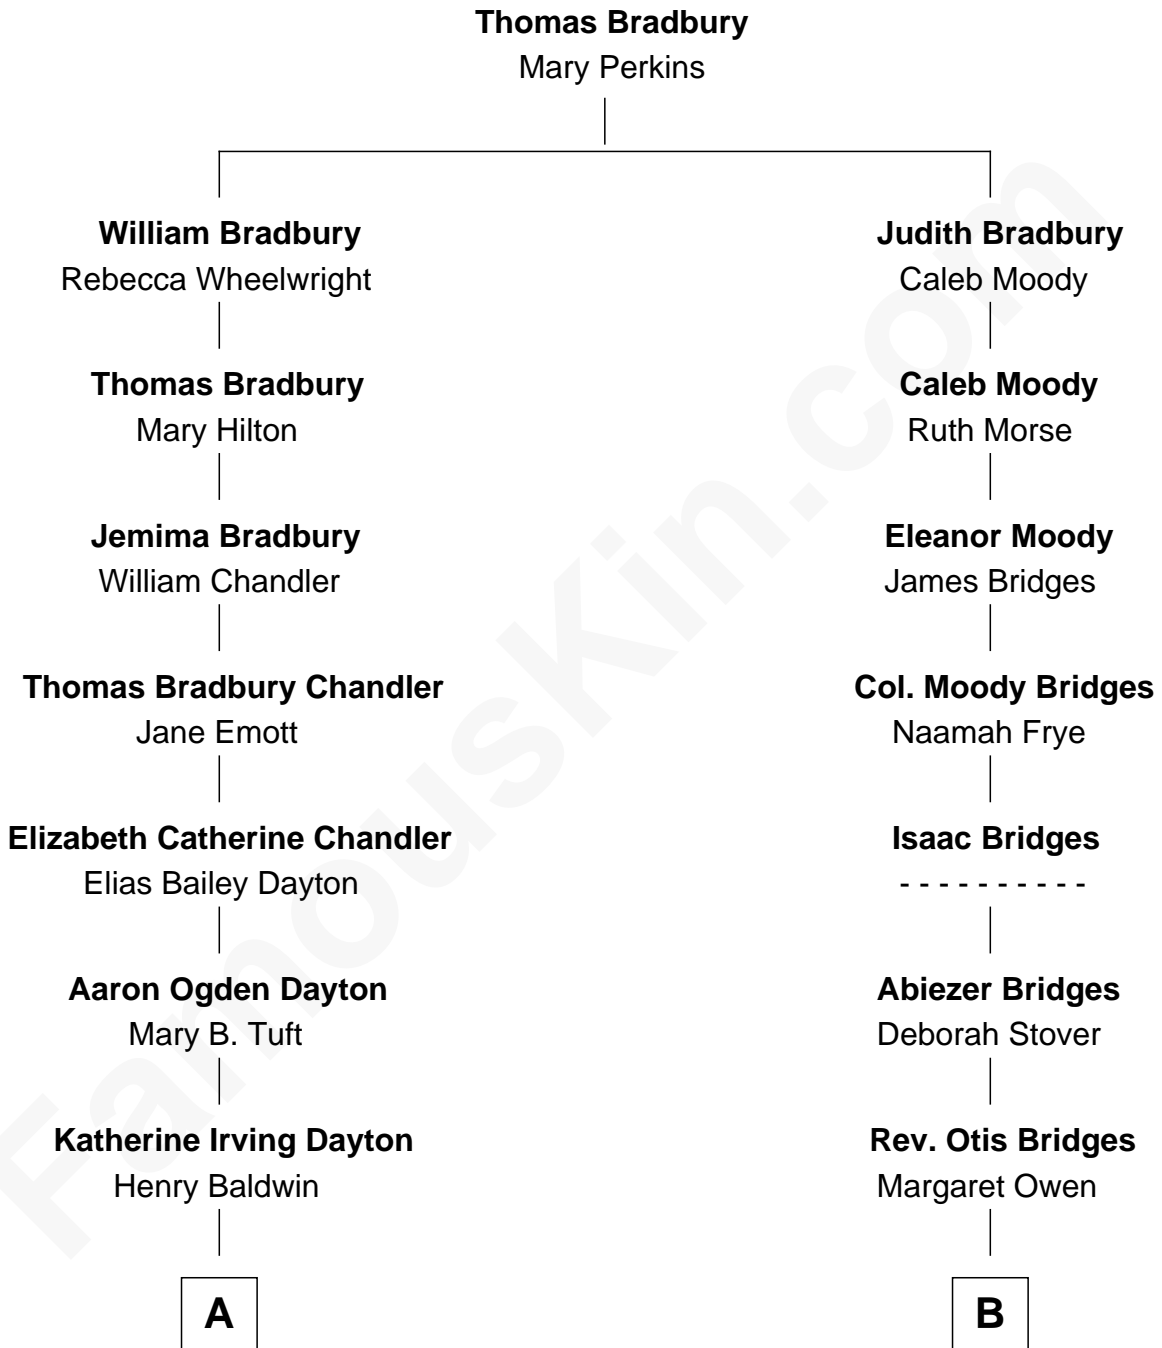 Thomas Bradbury
Mary Perkins
William Bradbury
Rebecca Wheelwright
Judith Bradbury
Caleb Moody
Thomas Bradbury
Mary Hilton
Caleb Moody
Ruth Morse
Jemima Bradbury
William Chandler
Eleanor Moody
James Bridges
Thomas Bradbury Chandler
Jane Emott
Col. Moody Bridges
Naamah Frye
Elizabeth Catherine Chandler
Elias Bailey Dayton
Isaac Bridges
- - - - - - - - - -
Aaron Ogden Dayton
Mary B. Tuft
Abiezer Bridges
Deborah Stover
Katherine Irving Dayton
Henry Baldwin
Rev. Otis Bridges
Margaret Owen
A
B
FamousKin.com